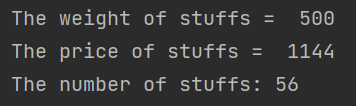 The weight of stuffs =  500
The price of stuffs =  1144
The number of stuffs: 56